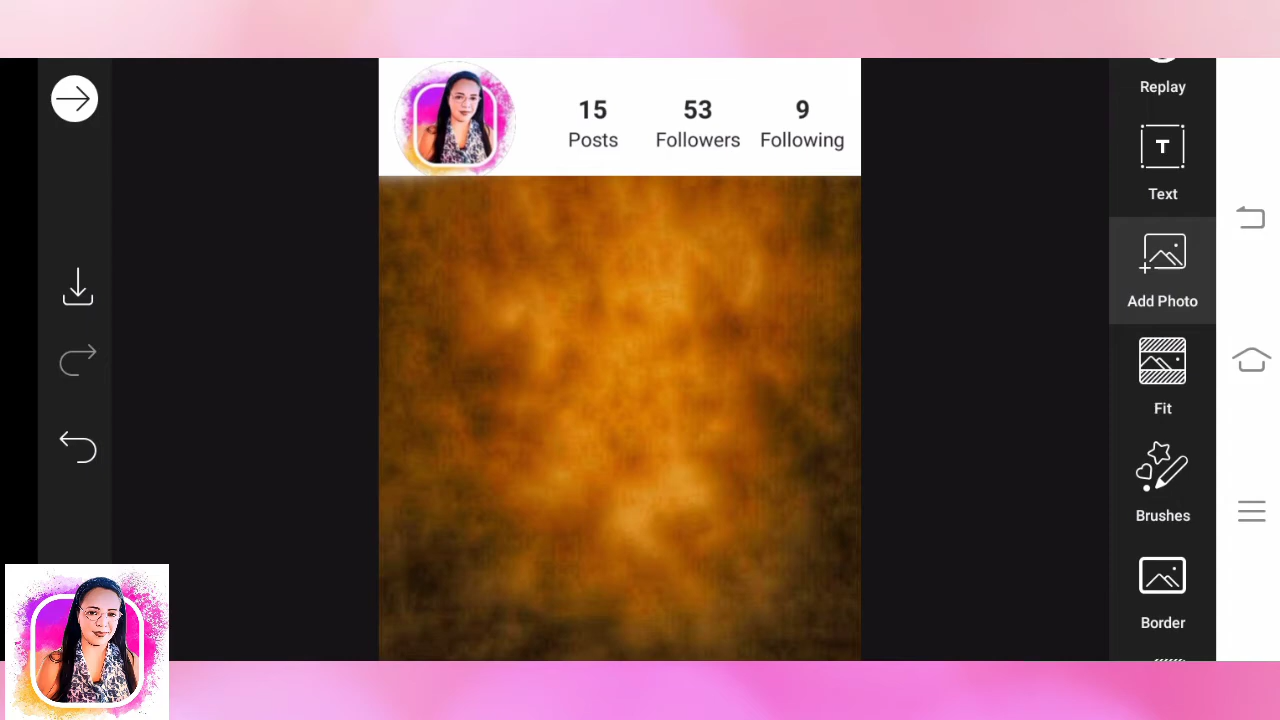 15 53 9
Posts Followers Following
Replay
Text
Add Photo
Fit
Brushes
Border